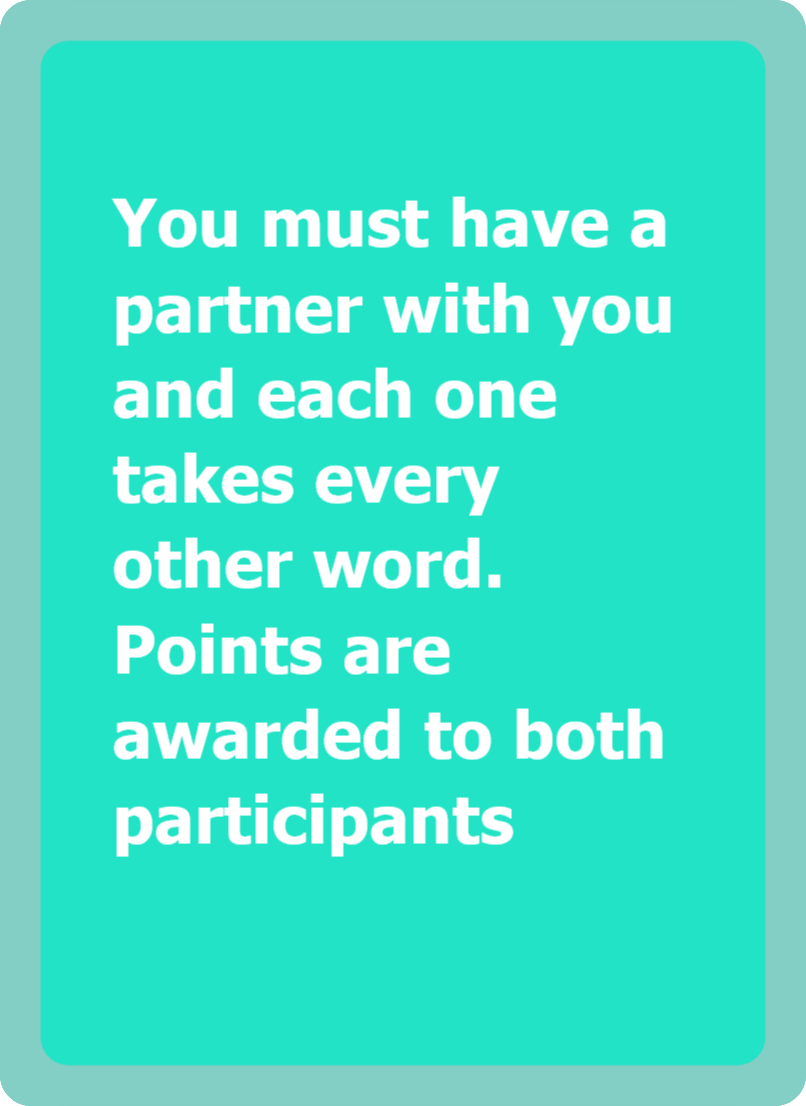 You must have a
partner with you
and each one
takes every
other word.
Points are
awarded to both
participants